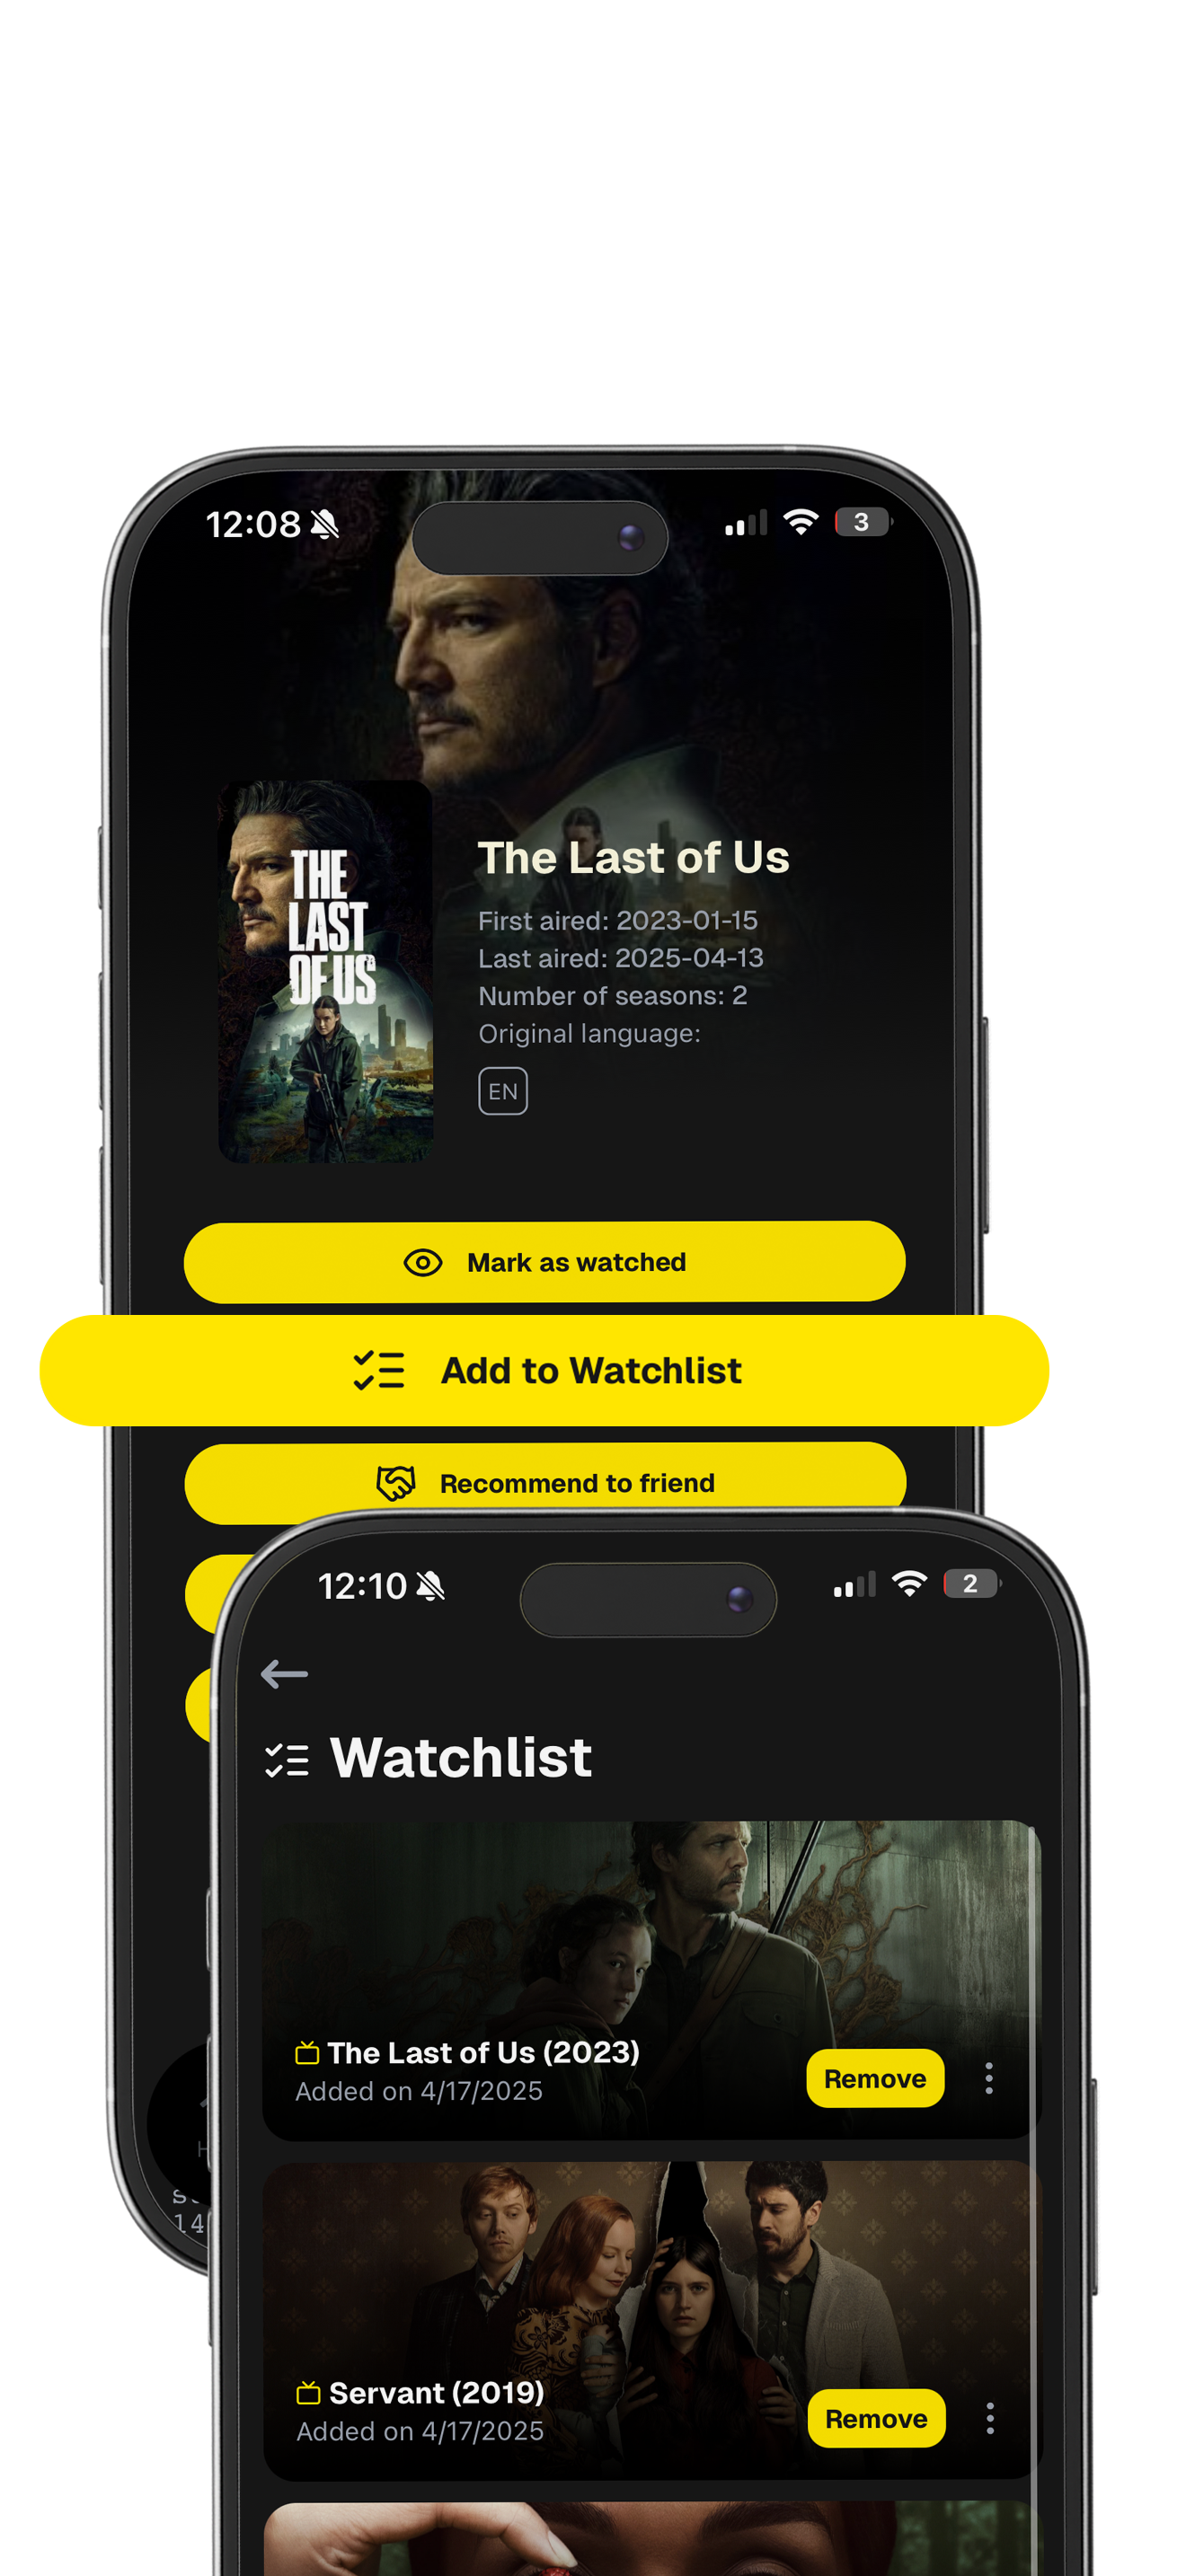 12:08
3
THE
LAST
OF US
The Last of Us
First aired: 2023-01-15
Last aired: 2025-04-13
Number of seasons: 2
Original language:
EN
Mark as watched
Add to Watchlist
Recommend to friend
12:10
2
Watchlist
The Last of Us (2023)
Added on 4/17/2025
Remove
H
14
Servant (2019)
Added on 4/17/2025
Remove